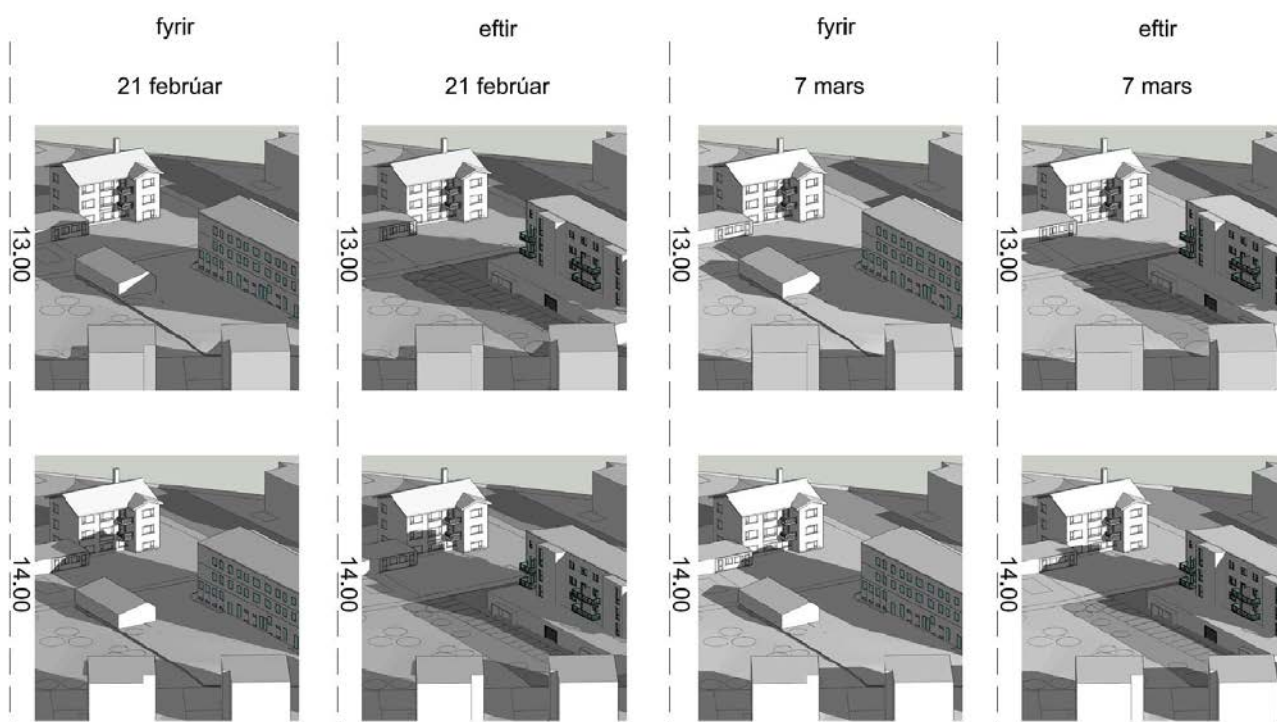 fyrir eftir fyrir eftir
21 febrúar 21 febrúar 7 mars 7 mars
13.00 13.00 13.00 13.00
14.00 14.00 14.00 14.00